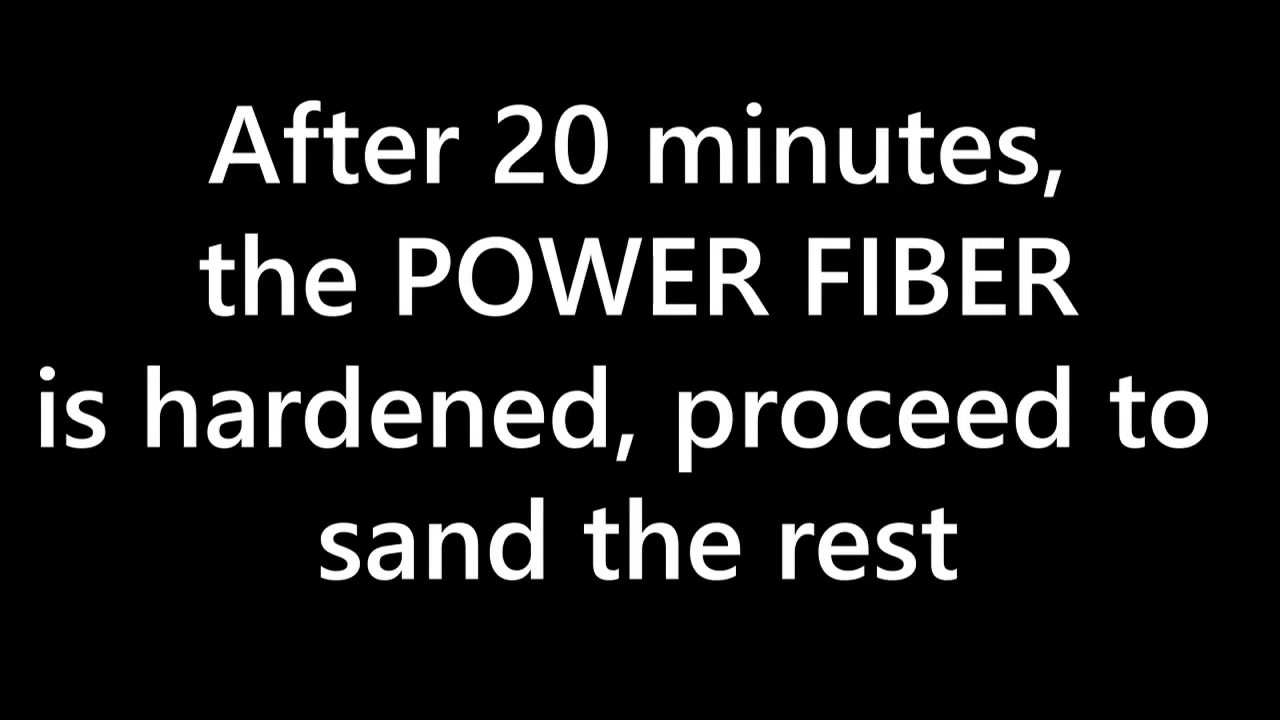 After 20 minutes,
the POWER FIBER
is hardened, proceed to
sand the rest